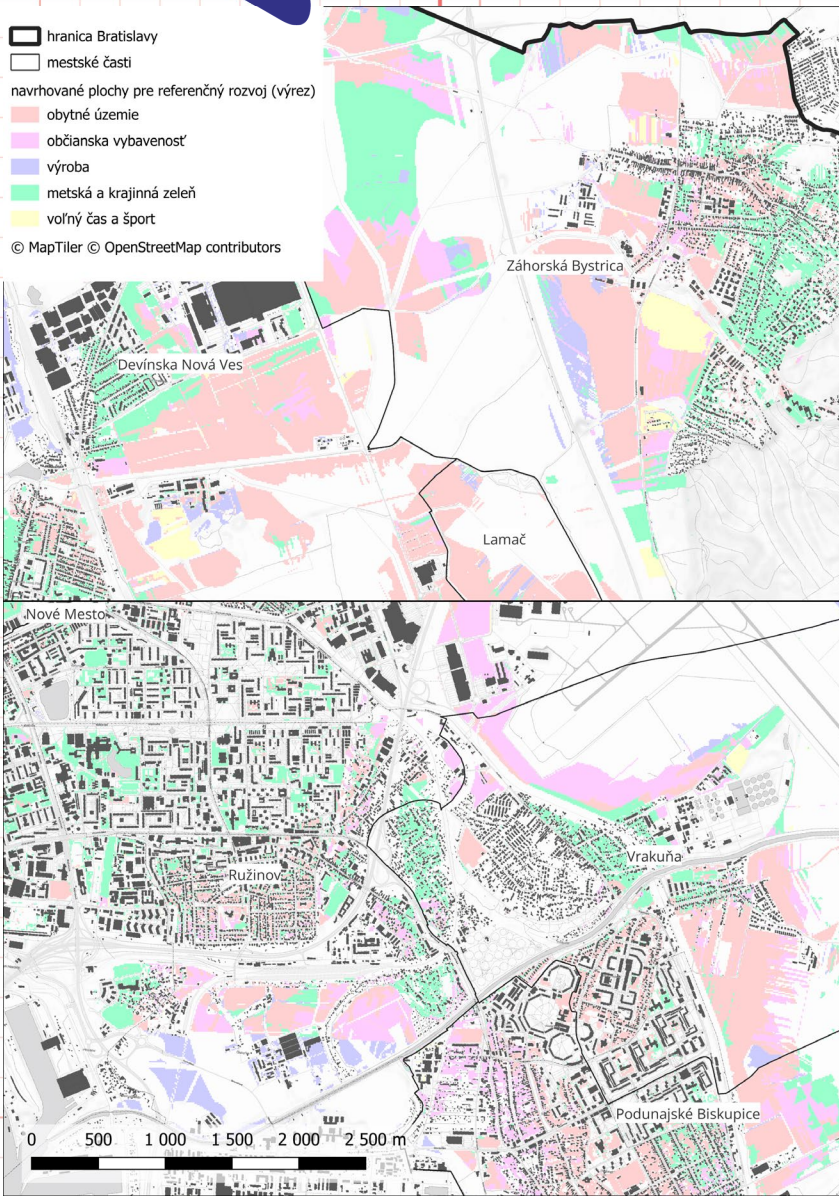 hranica Bratislavy
mestské časti
navrhované plochy pre referenčný rozvoj (výrez)
obytné územie
občianska vybavenosť
výroba
metská a krajinná zeleň
voľný čas a šport
© MapTiler © OpenStreetMap contributors
Záhorská Bystrica
Devínska Nová Ves
Lamač
Nové Mesto
Ružinov
Vrakuňa
Podunajské Biskupice
0 500 1 000 1 500 2 000 2 500 m